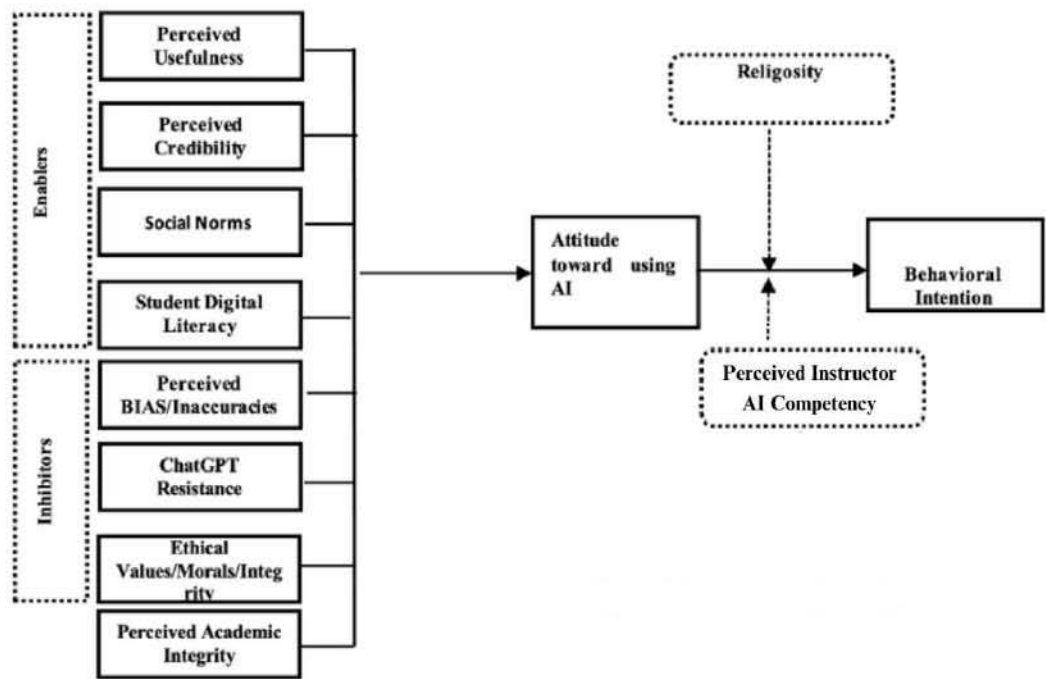 Enablers
Perceived
Usefulness
Perceived
Credibility
Social Norms
Student Digital
Literacy
Inhibitors
Perceived
BIAS/Inaccuracies
ChatGPT
Resistance
Ethical
Values/Morals/Integ
rity
Perceived Academic
Integrity
Attitude
toward using
AI
Religosity
Perceived Instructor
AI Competency
Behavioral
Intention